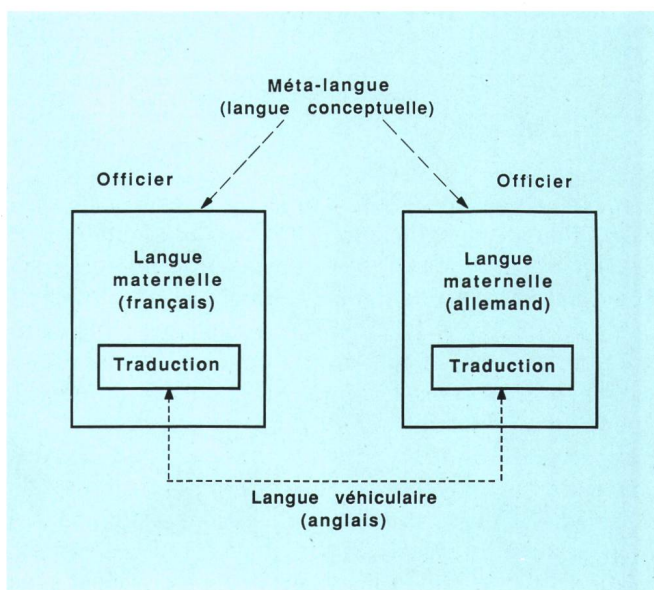 Méta-langue
(langue conceptuelle)
Officier
Officier
Langue
maternelle
(français)
Traduction
Langue
maternelle
(allemand)
Traduction
Langue véhiculaire
(anglais)